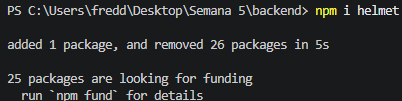 PS C:\Users\fredd\Desktop\Semana 5\backend> npm i helmet
added 1 package, and removed 26 packages in 5s
25 packages are looking for funding
  run `npm fund` for details